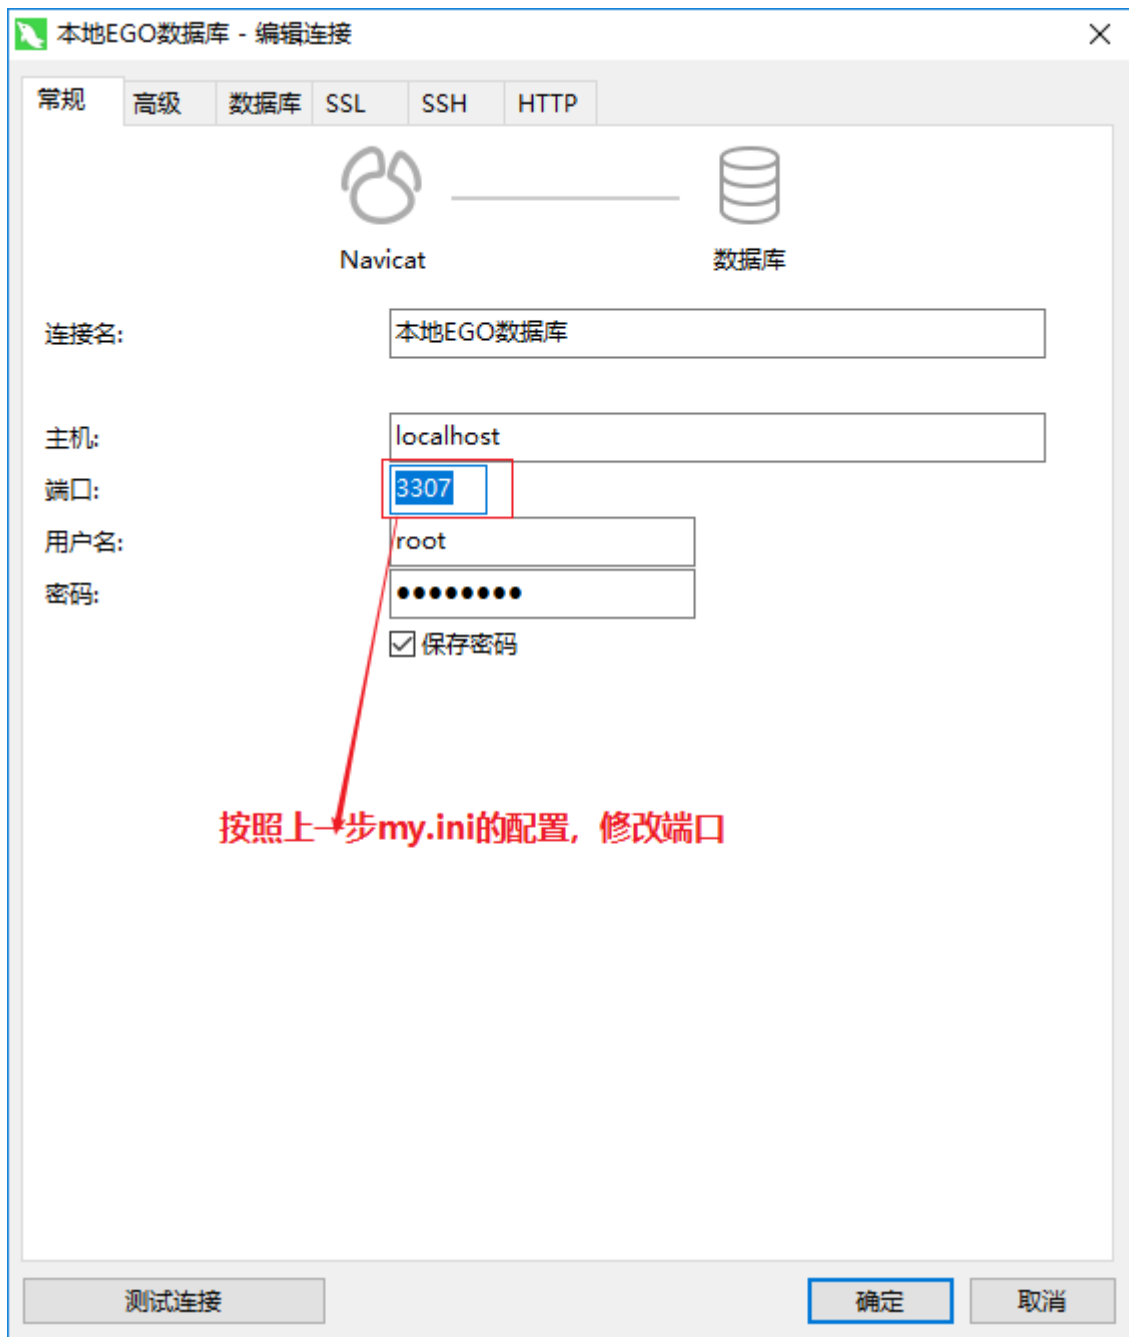 本地EGO数据库 - 编辑连接
常规 高级 数据库 SSL SSH HTTP
Navicat 数据库
连接名: 本地EGO数据库
主机: localhost
端口: 3307
用户名: root
密码: ●●●●●●●●
保存密码
按照上一步my.ini的配置，修改端口
测试连接 确定 取消